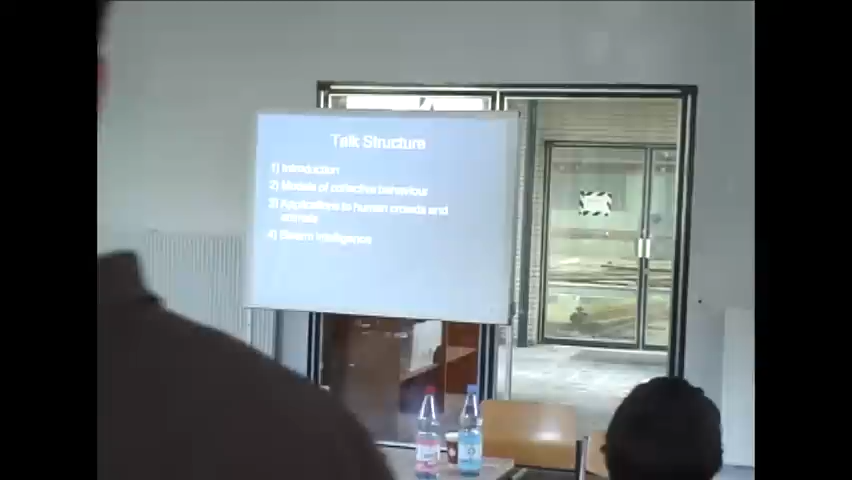 Talk Structure
1) Introduction
2) Models of collective behaviour
3) Applications to human crowds and
animals
4) Swarm Intelligence